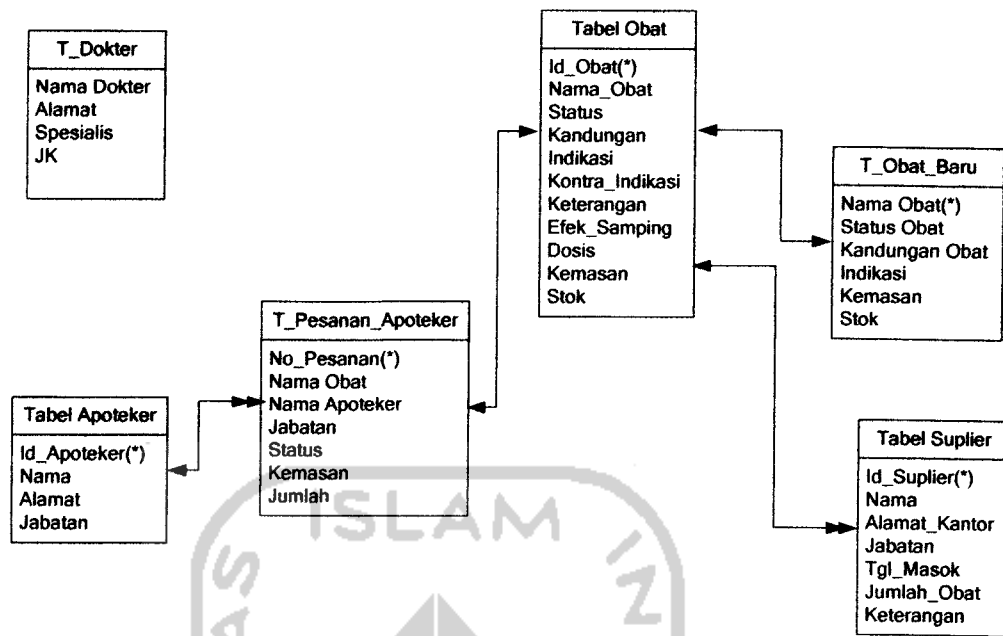 T_Dokter
Nama Dokter
Alamat
Spesialis
JK
Tabel Obat
Id_Obat(*)
Nama_Obat
Status
Kandungan
Indikasi
Kontra_Indikasi
Keterangan
Efek_Samping
Dosis
Kemasan
Stok
T_Obat_Baru
Nama Obat(*)
Status Obat
Kandungan Obat
Indikasi
Kemasan
Stok
T_Pesanan_Apoteker
No_Pesanan(*)
Nama Obat
Nama Apoteker
Jabatan
Status
Kemasan
Jumlah
Tabel Apoteker
Id_Apoteker(*)
Nama
Alamat
Jabatan
Tabel Suplier
Id_Suplier(*)
Nama
Alamat_Kantor
Jabatan
Tgl_Masok
Jumlah_Obat
Keterangan
AS ISLAM IN